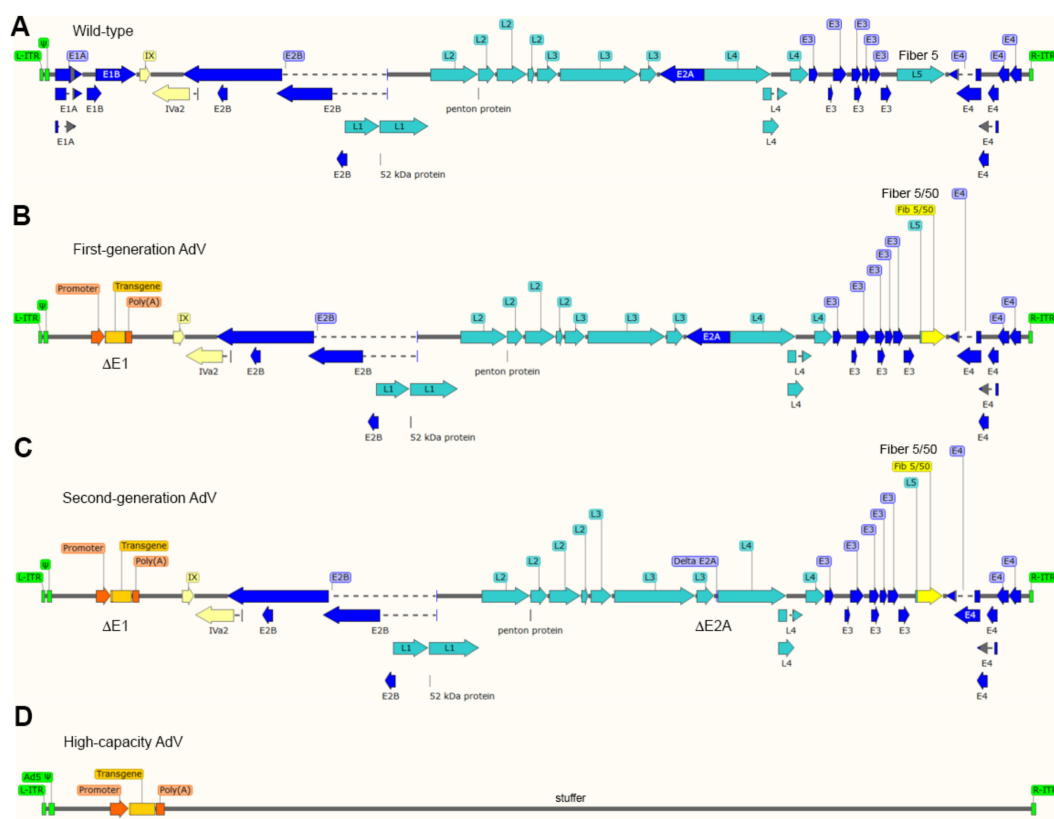 A
Wild-type
L2
L2
L2
L2
L3
L3
L3
L4
L4
E3
E3
E3
E3
E3
Fiber 5
E4
E4
E4
R-ITR
L-ITR
Ψ
E1A
E1B
IX
E2B
E2A
L5
E1A
E1B
IVa2
E2B
E2B
penton protein
L4
E3
E3
E3
E4
E4
E1A
L1
L1
L4
E4
E2B
52 kDa protein
E4
B
First-generation AdV
Fiber 5/50
Fib 5/50
E4
L5
E3
E3
E3
E3
E3
L-ITR
Ψ
Promoter
Transgene
Poly(A)
IX
E2B
L2
L2
L2
L2
L3
L3
L3
E2A
L4
L4
E4
E4
R-ITR
ΔE1
IVa2
E2B
E2B
penton protein
L4
E3
E3
E3
E4
E4
L1
L1
L4
E4
E2B
52 kDa protein
E4
C
Second-generation AdV
Fiber 5/50
Fib 5/50
E4
L5
E3
E3
E3
E3
E3
L-ITR
Ψ
Promoter
Transgene
Poly(A)
IX
E2B
L2
L2
L2
L2
L3
L3
L3
Delta E2A
L4
L4
E4
E4
R-ITR
ΔE1
IVa2
E2B
E2B
penton protein
ΔE2A
L4
E3
E3
E3
E4
E4
L1
L1
L4
E4
E2B
52 kDa protein
E4
D
High-capacity AdV
Ad5 Ψ
L-ITR
Promoter
Transgene
Poly(A)
stuffer
R-ITR